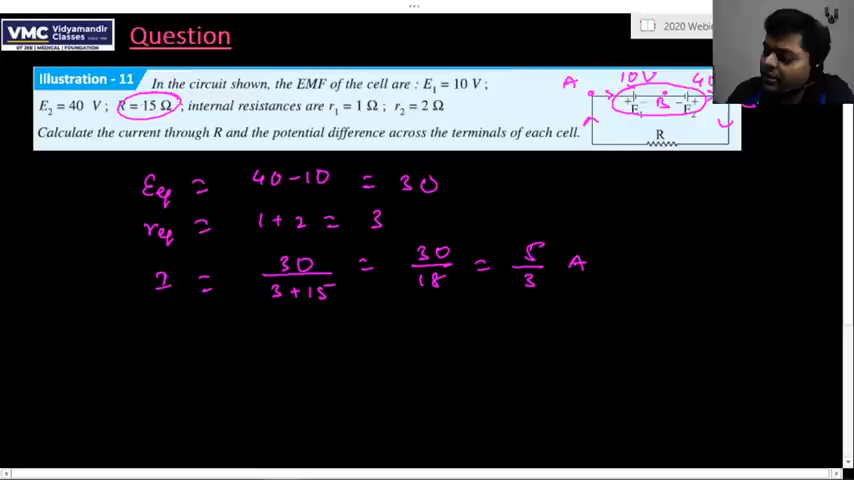 VMC Vidyamandir Classes
IIT JEE | MEDICAL | FOUNDATION
Question
2020 Webi
Illustration - 11 In the circuit shown, the EMF of the cell are : E₁ = 10 V ;
E₂ = 40 V ; R = 15 Ω ; internal resistances are r₁ = 1 Ω ; r₂ = 2 Ω
Calculate the current through R and the potential difference across the terminals of each cell.
A 10V 40
+ - B - +
E₁ E₂
R
Eeq = 40-10 = 30
req = 1+2 = 3
I = 30/(3+15) = 30/18 = 5/3 A